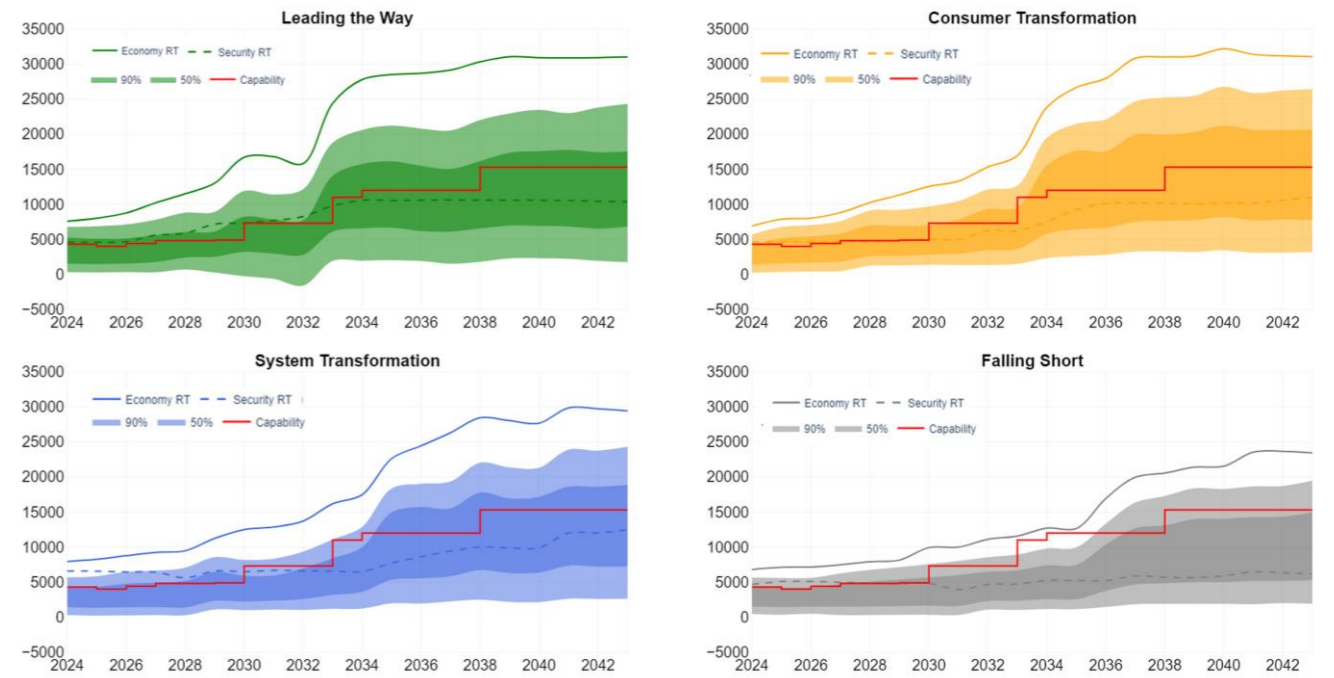 Leading the Way
35000
30000
25000
20000
15000
10000
5000
0
−5000
Economy RT Security RT
90% 50% Capability
2024 2026 2028 2030 2032 2034 2036 2038 2040 2042
Consumer Transformation
35000
30000
25000
20000
15000
10000
5000
0
−5000
Economy RT Security RT
90% 50% Capability
2024 2026 2028 2030 2032 2034 2036 2038 2040 2042
System Transformation
35000
30000
25000
20000
15000
10000
5000
0
−5000
Economy RT Security RT
90% 50% Capability
2024 2026 2028 2030 2032 2034 2036 2038 2040 2042
Falling Short
35000
30000
25000
20000
15000
10000
5000
0
−5000
Economy RT Security RT
90% 50% Capability
2024 2026 2028 2030 2032 2034 2036 2038 2040 2042